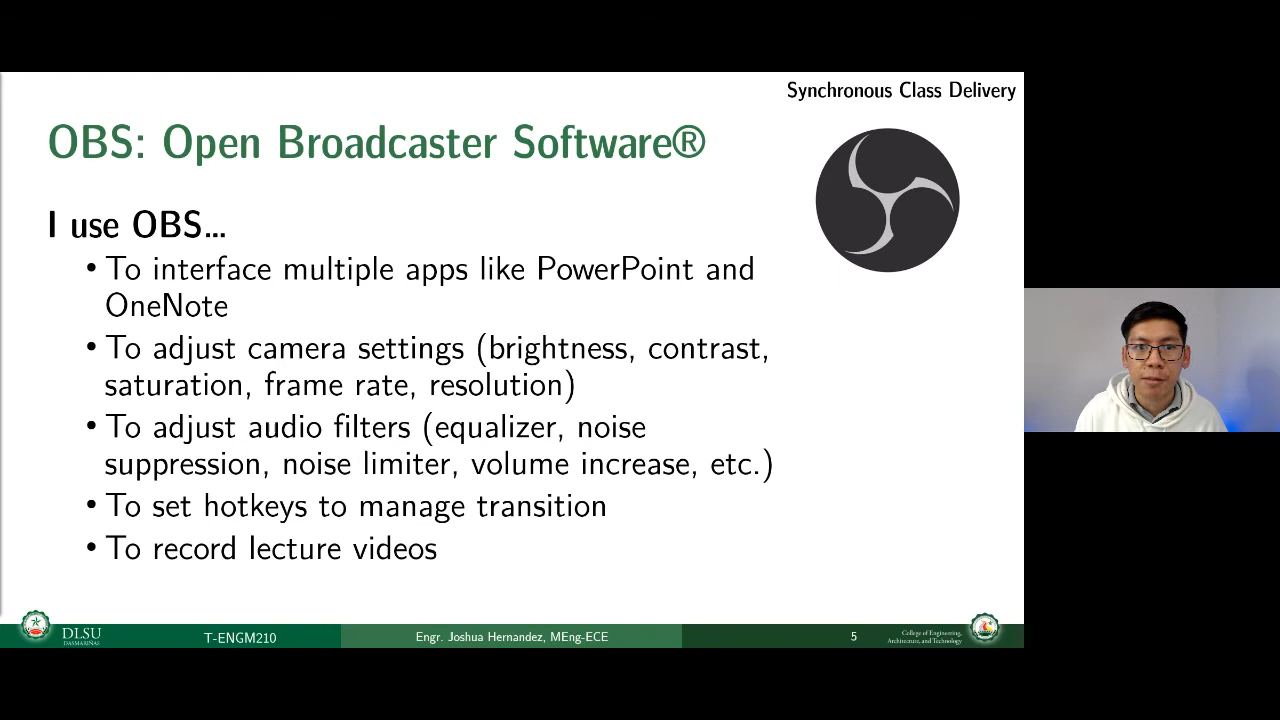 Synchronous Class Delivery
OBS: Open Broadcaster Software®
I use OBS…
• To interface multiple apps like PowerPoint and
OneNote
• To adjust camera settings (brightness, contrast,
saturation, frame rate, resolution)
• To adjust audio filters (equalizer, noise
suppression, noise limiter, volume increase, etc.)
• To set hotkeys to manage transition
• To record lecture videos
DLSU
DASMARIÑAS
T-ENGM210
Engr. Joshua Hernandez, MEng-ECE
5
College of Engineering,
Architecture, and Technology